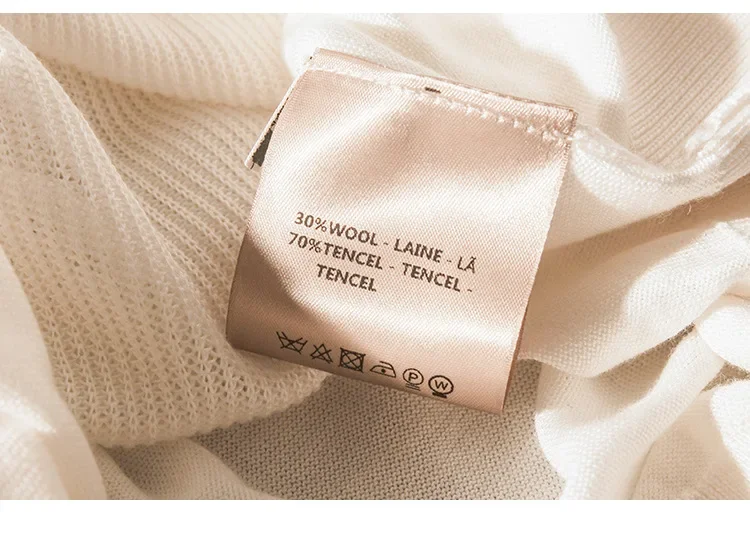 30%WOOL - LAINE - LÃ
70%TENCEL - TENCEL -
TENCEL
P W